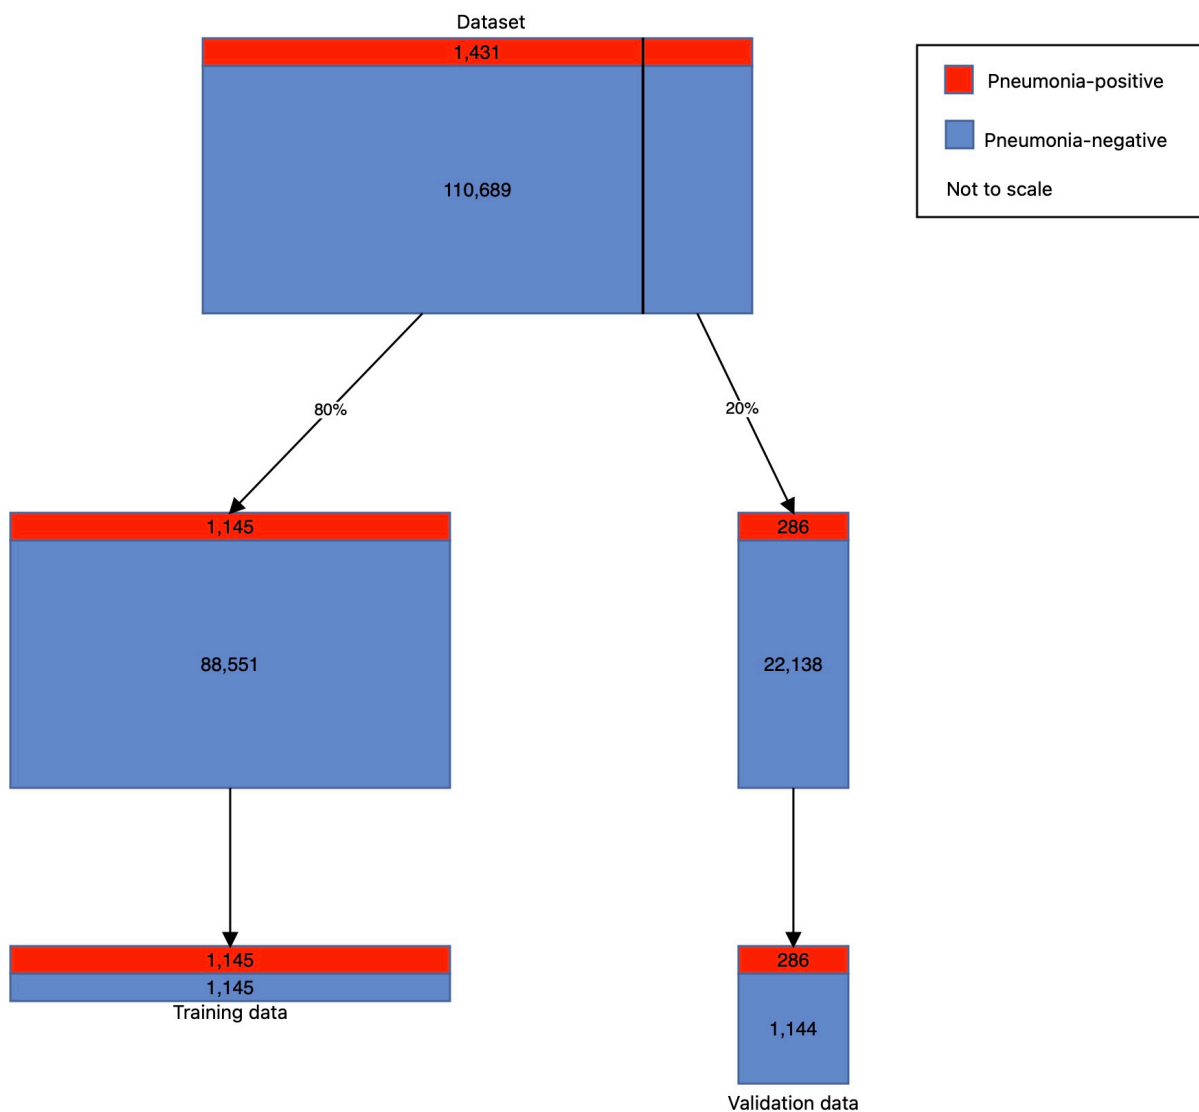 Dataset
1,431
110,689
Pneumonia-positive
Pneumonia-negative
Not to scale
80%
20%
1,145
88,551
286
22,138
1,145
1,145
Training data
286
1,144
Validation data